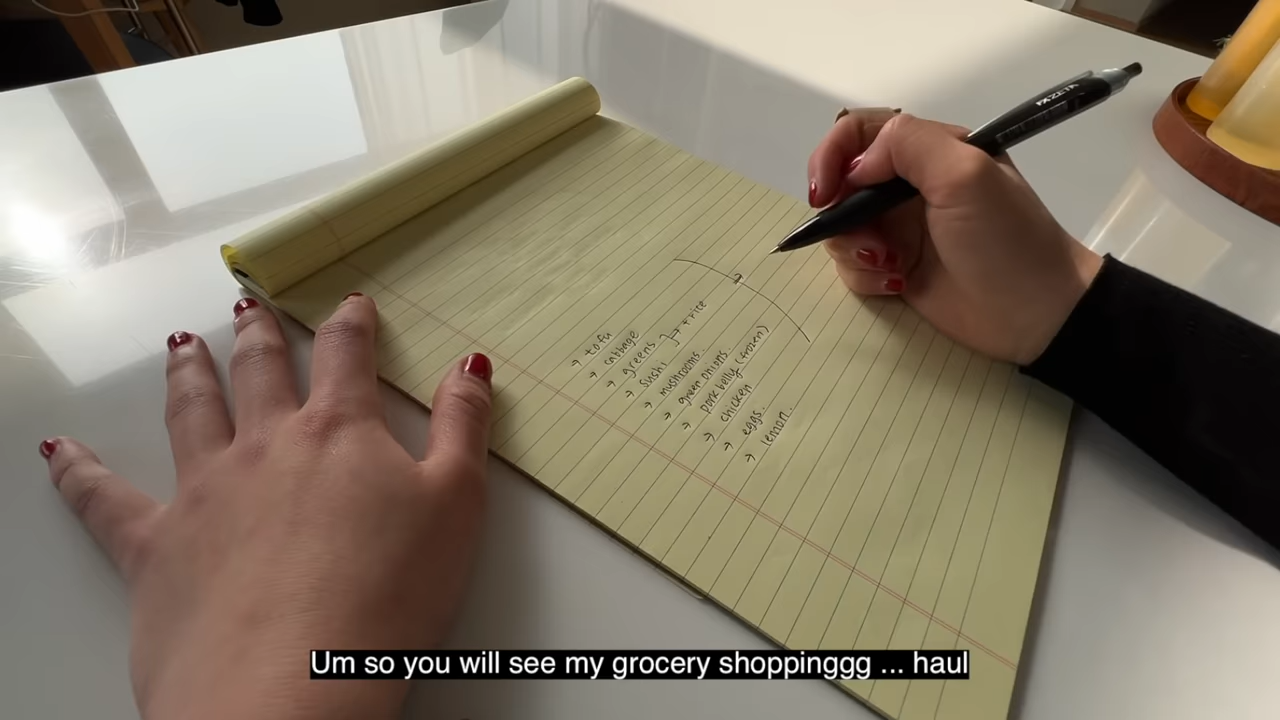 PAZETA
→ tofu
→ cabbage
→ greens } → + rice
→ sushi
→ mushrooms.
→ green onions.
→ pork belly (frozen)
→ chicken
→ eggs.
→ lemon.
Um so you will see my grocery shoppinggg ... haul